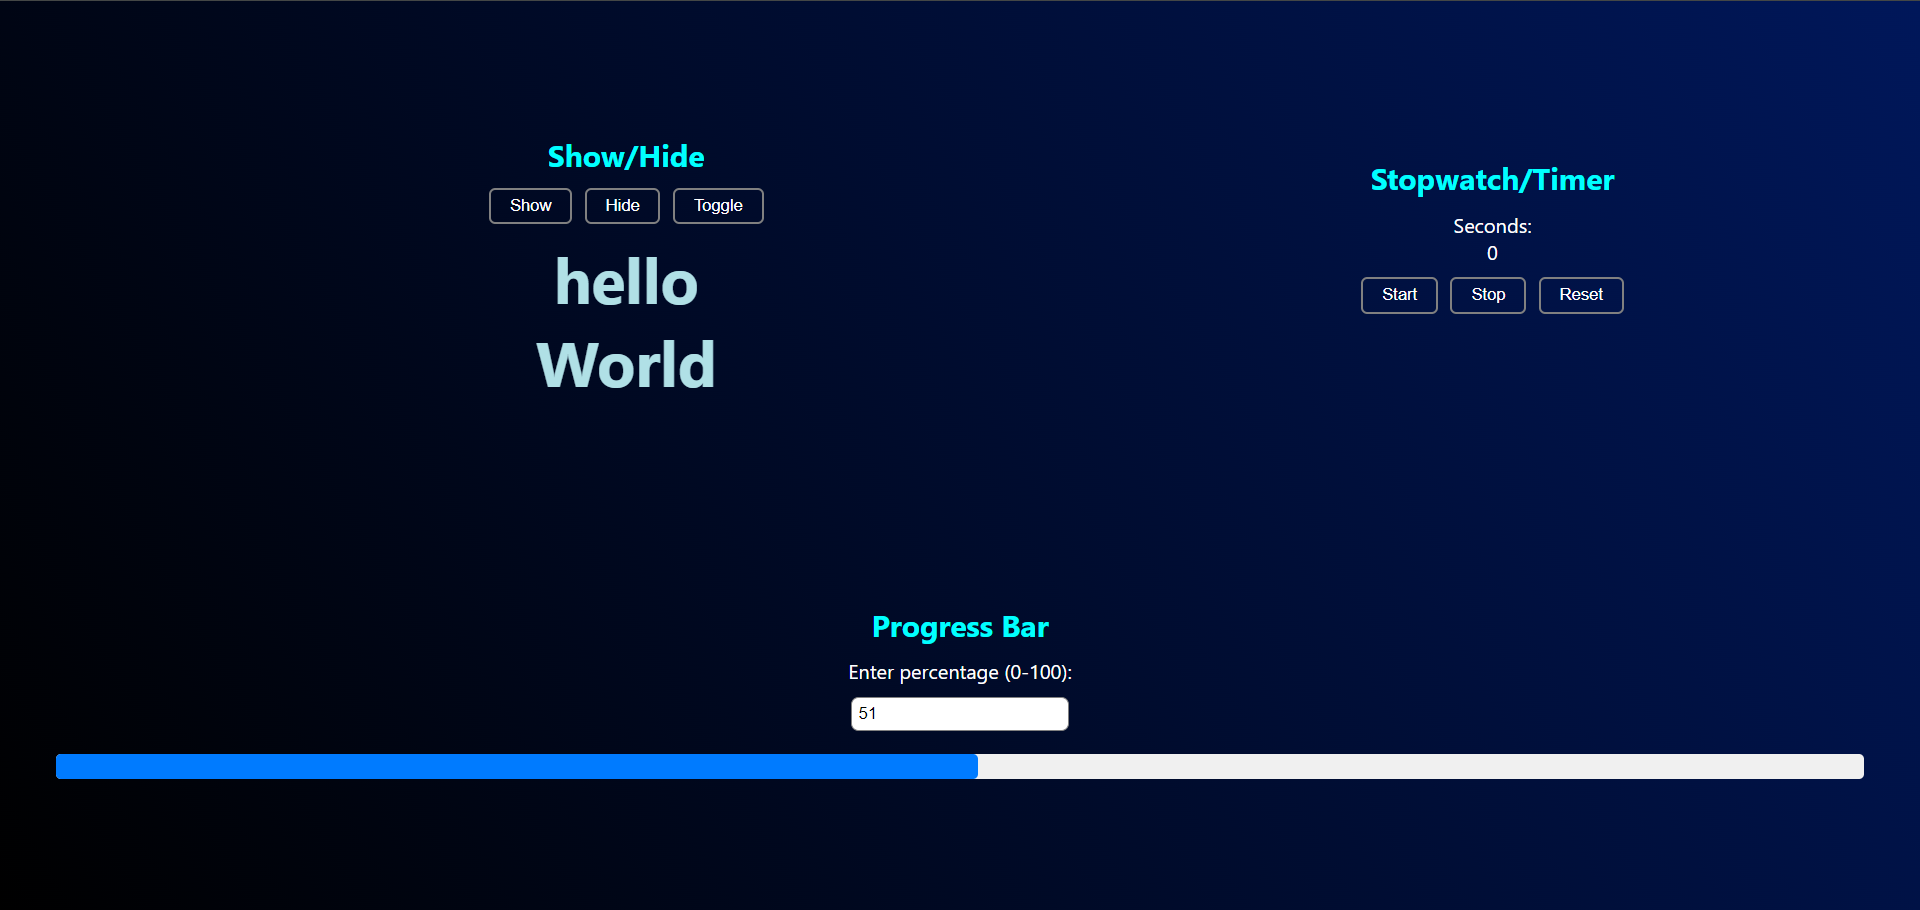 Show/Hide
Show Hide Toggle
hello
World
Stopwatch/Timer
Seconds:
0
Start Stop Reset
Progress Bar
Enter percentage (0-100):
51